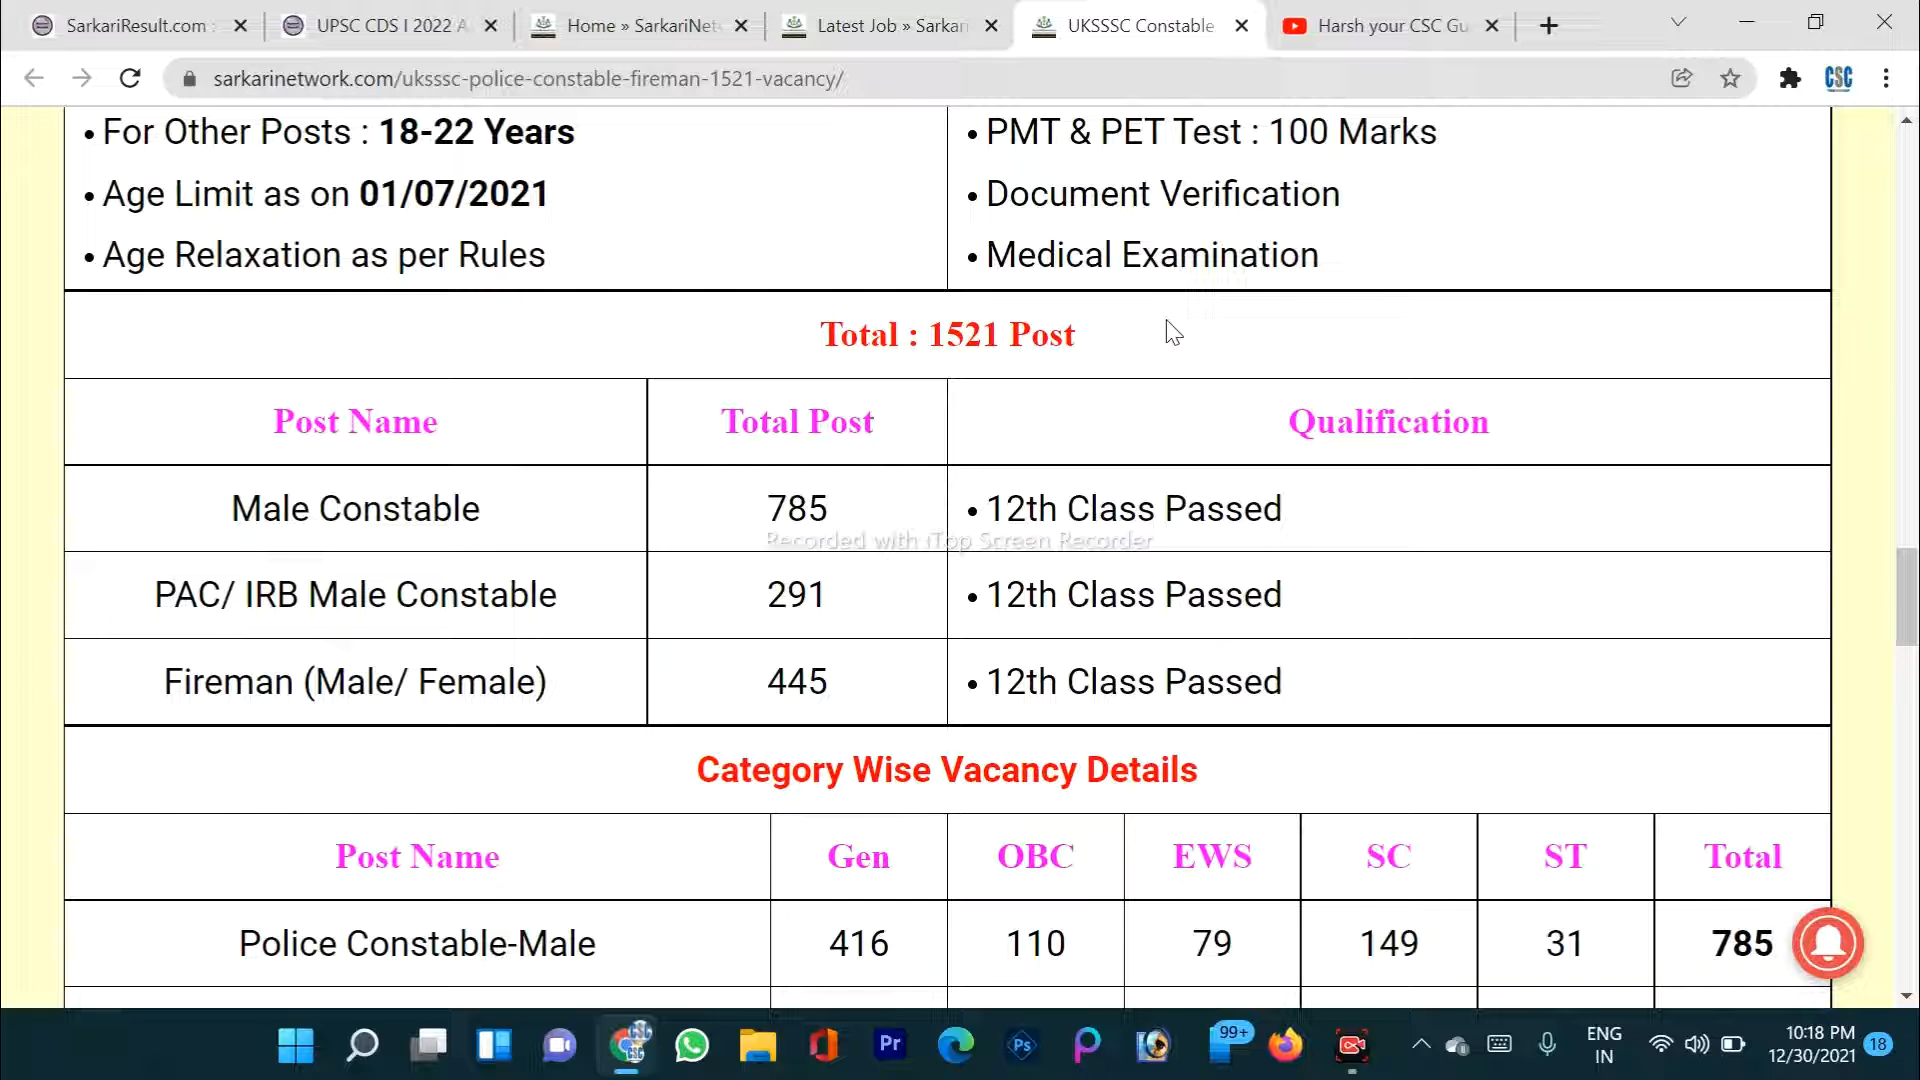 SarkariResult.com :
UPSC CDS I 2022 A
Home » SarkariNet
Latest Job » Sarkari
UKSSSC Constable
Harsh your CSC Gu
sarkarinetwork.com/uksssc-police-constable-fireman-1521-vacancy/
CSC
• For Other Posts : 18-22 Years
• PMT & PET Test : 100 Marks
• Age Limit as on 01/07/2021
• Document Verification
• Age Relaxation as per Rules
• Medical Examination
Total : 1521 Post
Post Name Total Post Qualification
Male Constable 785 • 12th Class Passed
Recorded with iTop Screen Recorder
PAC/ IRB Male Constable 291 • 12th Class Passed
Fireman (Male/ Female) 445 • 12th Class Passed
Category Wise Vacancy Details
Post Name Gen OBC EWS SC ST Total
Police Constable-Male 416 110 79 149 31 785
CSC
CSC
Pr
Ps
99+
ENG
IN
10:18 PM
12/30/2021
18